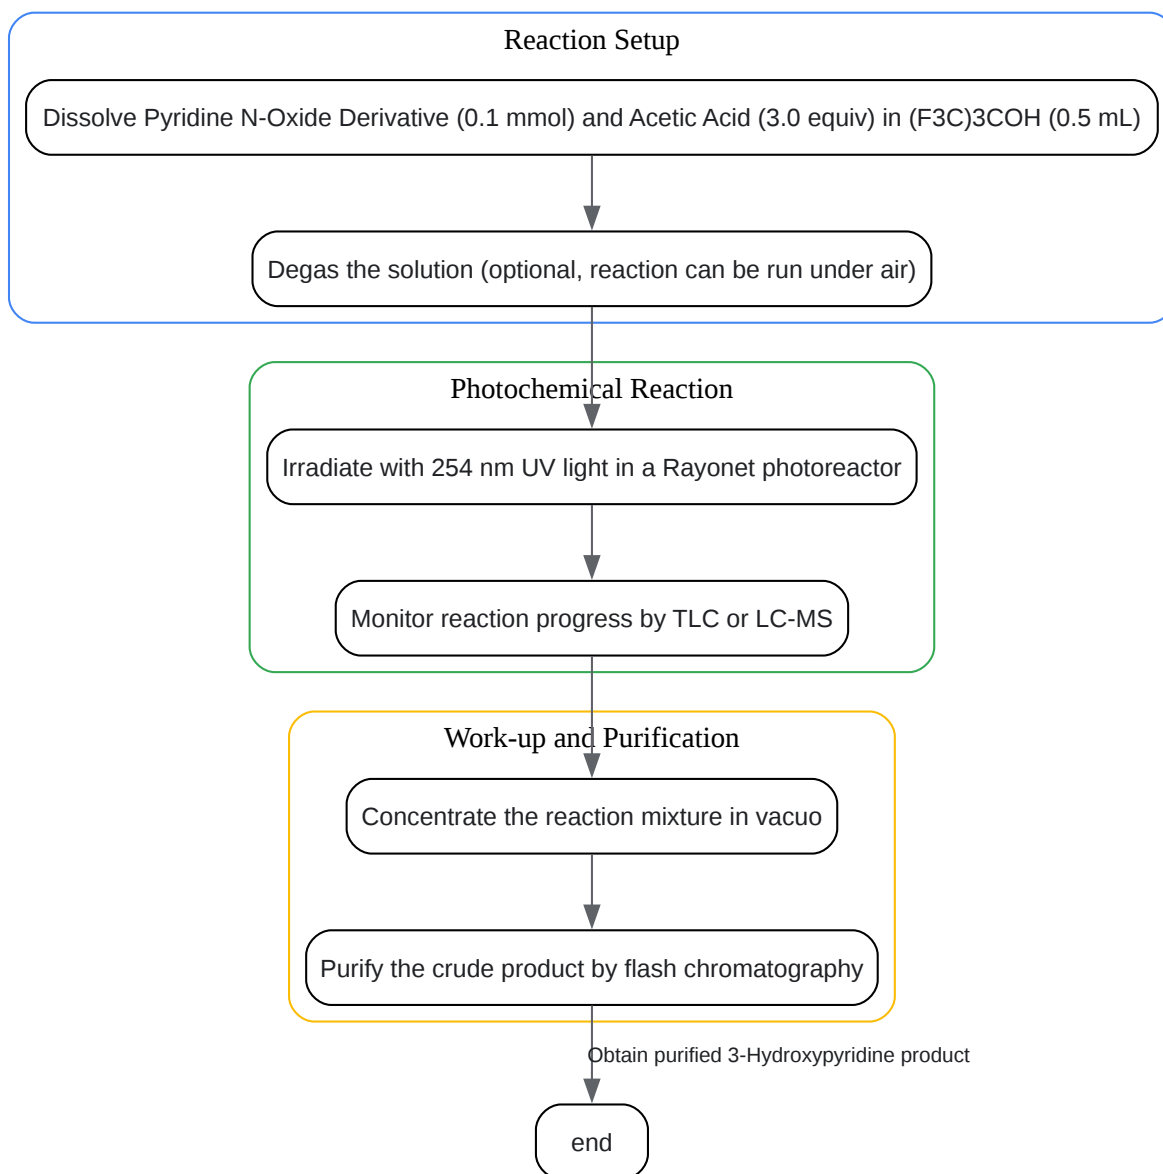 Reaction Setup
Dissolve Pyridine N-Oxide Derivative (0.1 mmol) and Acetic Acid (3.0 equiv) in (F3C)3COH (0.5 mL)
Degas the solution (optional, reaction can be run under air)
Photochemical Reaction
Irradiate with 254 nm UV light in a Rayonet photoreactor
Monitor reaction progress by TLC or LC-MS
Work-up and Purification
Concentrate the reaction mixture in vacuo
Purify the crude product by flash chromatography
Obtain purified 3-Hydroxypyridine product
end